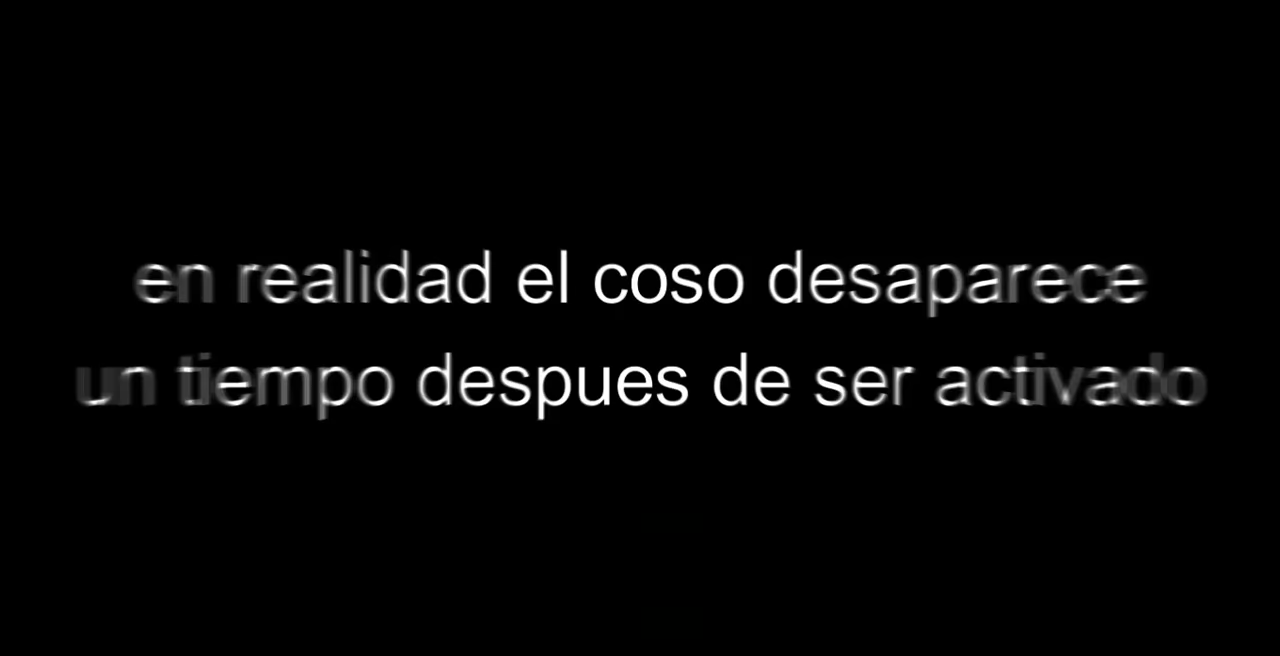 en realidad el coso desaparece
un tiempo despues de ser activado